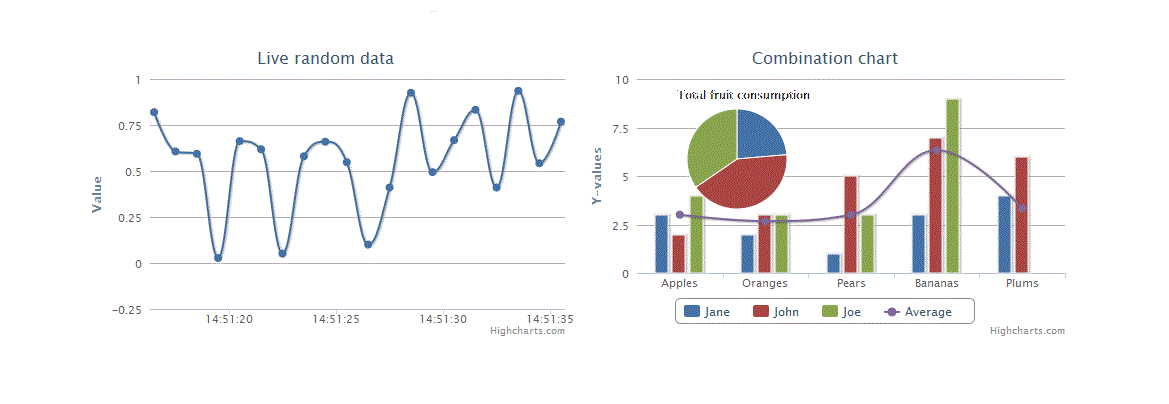 Live random data
1
0.75
0.5
0.25
0
-0.25
Value
14:51:20 14:51:25 14:51:30 14:51:35
Highcharts.com
Combination chart
10
7.5
5
2.5
0
Y-values
Total fruit consumption
Apples Oranges Pears Bananas Plums
Jane John Joe Average
Highcharts.com